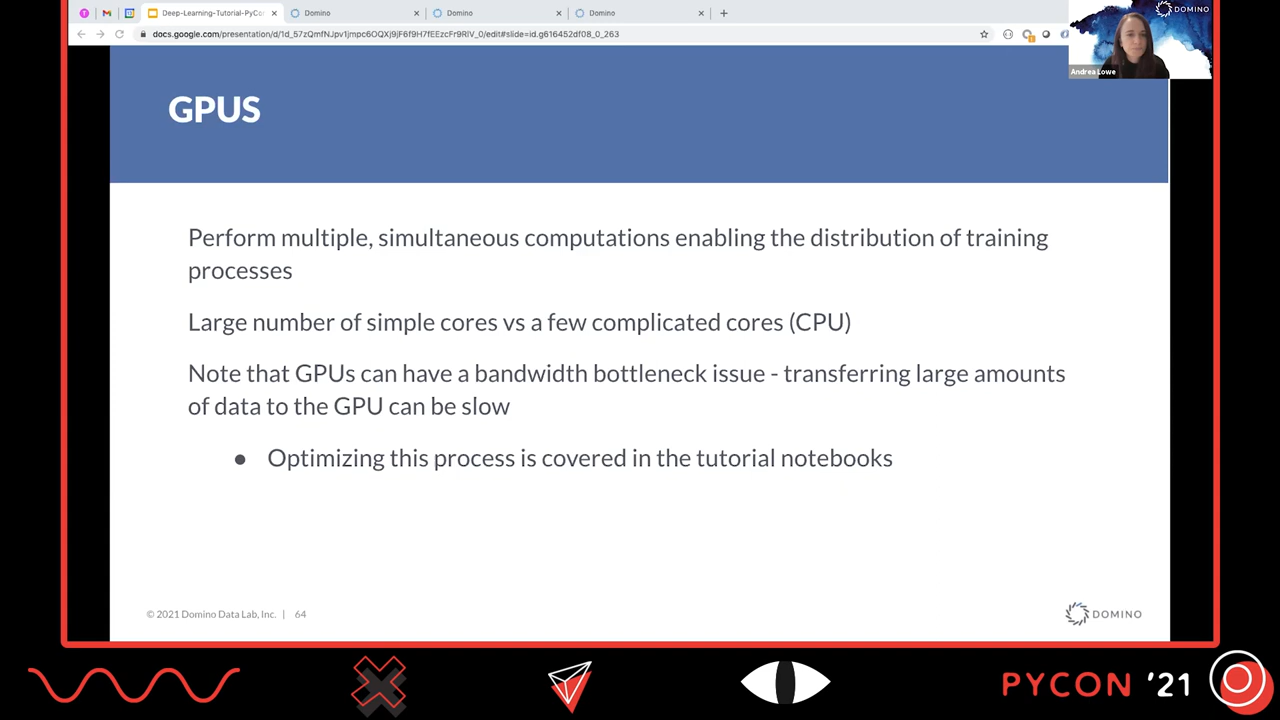 Deep-Learning-Tutorial-PyCo
Domino
Domino
Domino
docs.google.com/presentation/d/1d_57zQmfNJpv1jmpc6OQXj9jF6f9H7fEEzcFr9RlV_0/edit#slide=id.g616452df08_0_263
DOMINO
Andrea Lowe
GPUS
Perform multiple, simultaneous computations enabling the distribution of training
processes
Large number of simple cores vs a few complicated cores (CPU)
Note that GPUs can have a bandwidth bottleneck issue - transferring large amounts
of data to the GPU can be slow
● Optimizing this process is covered in the tutorial notebooks
© 2021 Domino Data Lab, Inc. | 64
DOMINO
PYCON '21